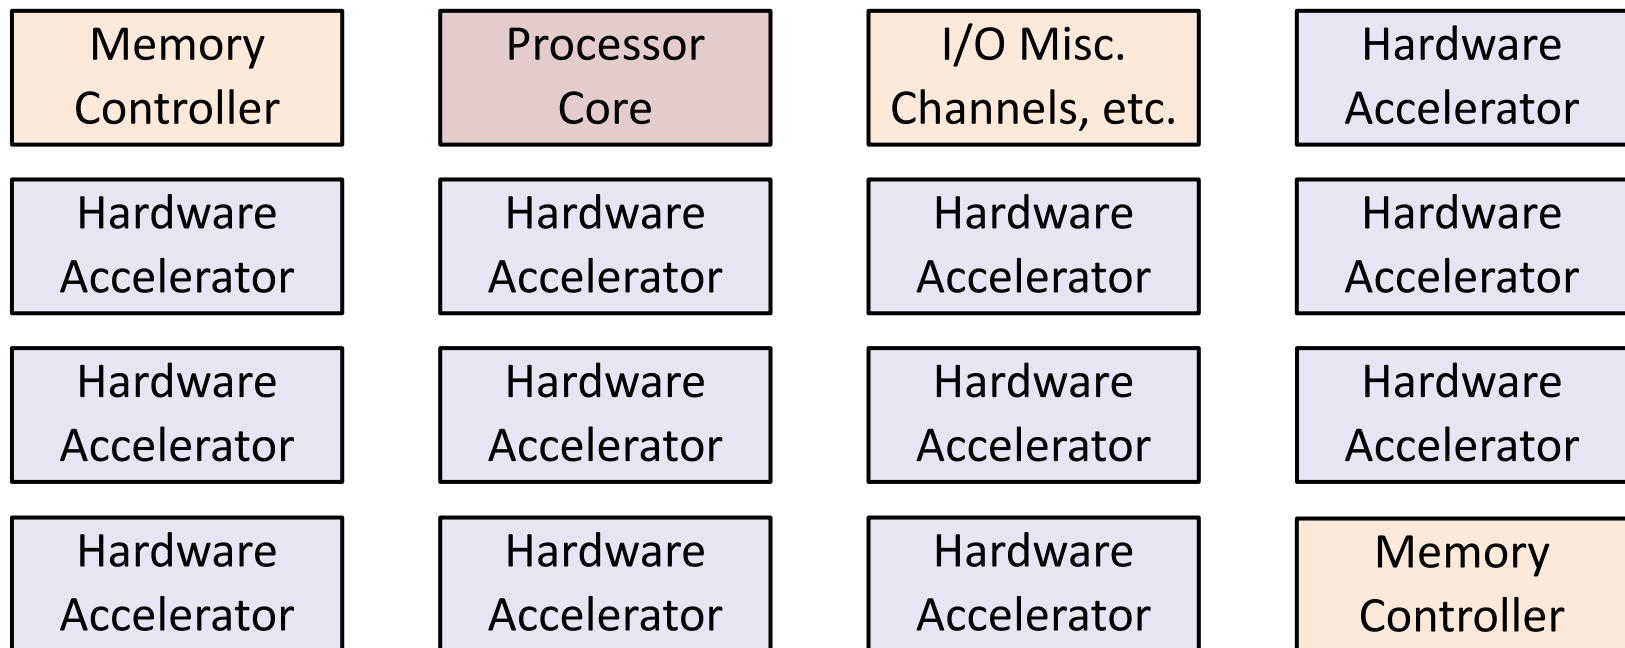 Memory
Controller
Processor
Core
I/O Misc.
Channels, etc.
Hardware
Accelerator
Hardware
Accelerator
Hardware
Accelerator
Hardware
Accelerator
Hardware
Accelerator
Hardware
Accelerator
Hardware
Accelerator
Hardware
Accelerator
Hardware
Accelerator
Hardware
Accelerator
Hardware
Accelerator
Hardware
Accelerator
Memory
Controller